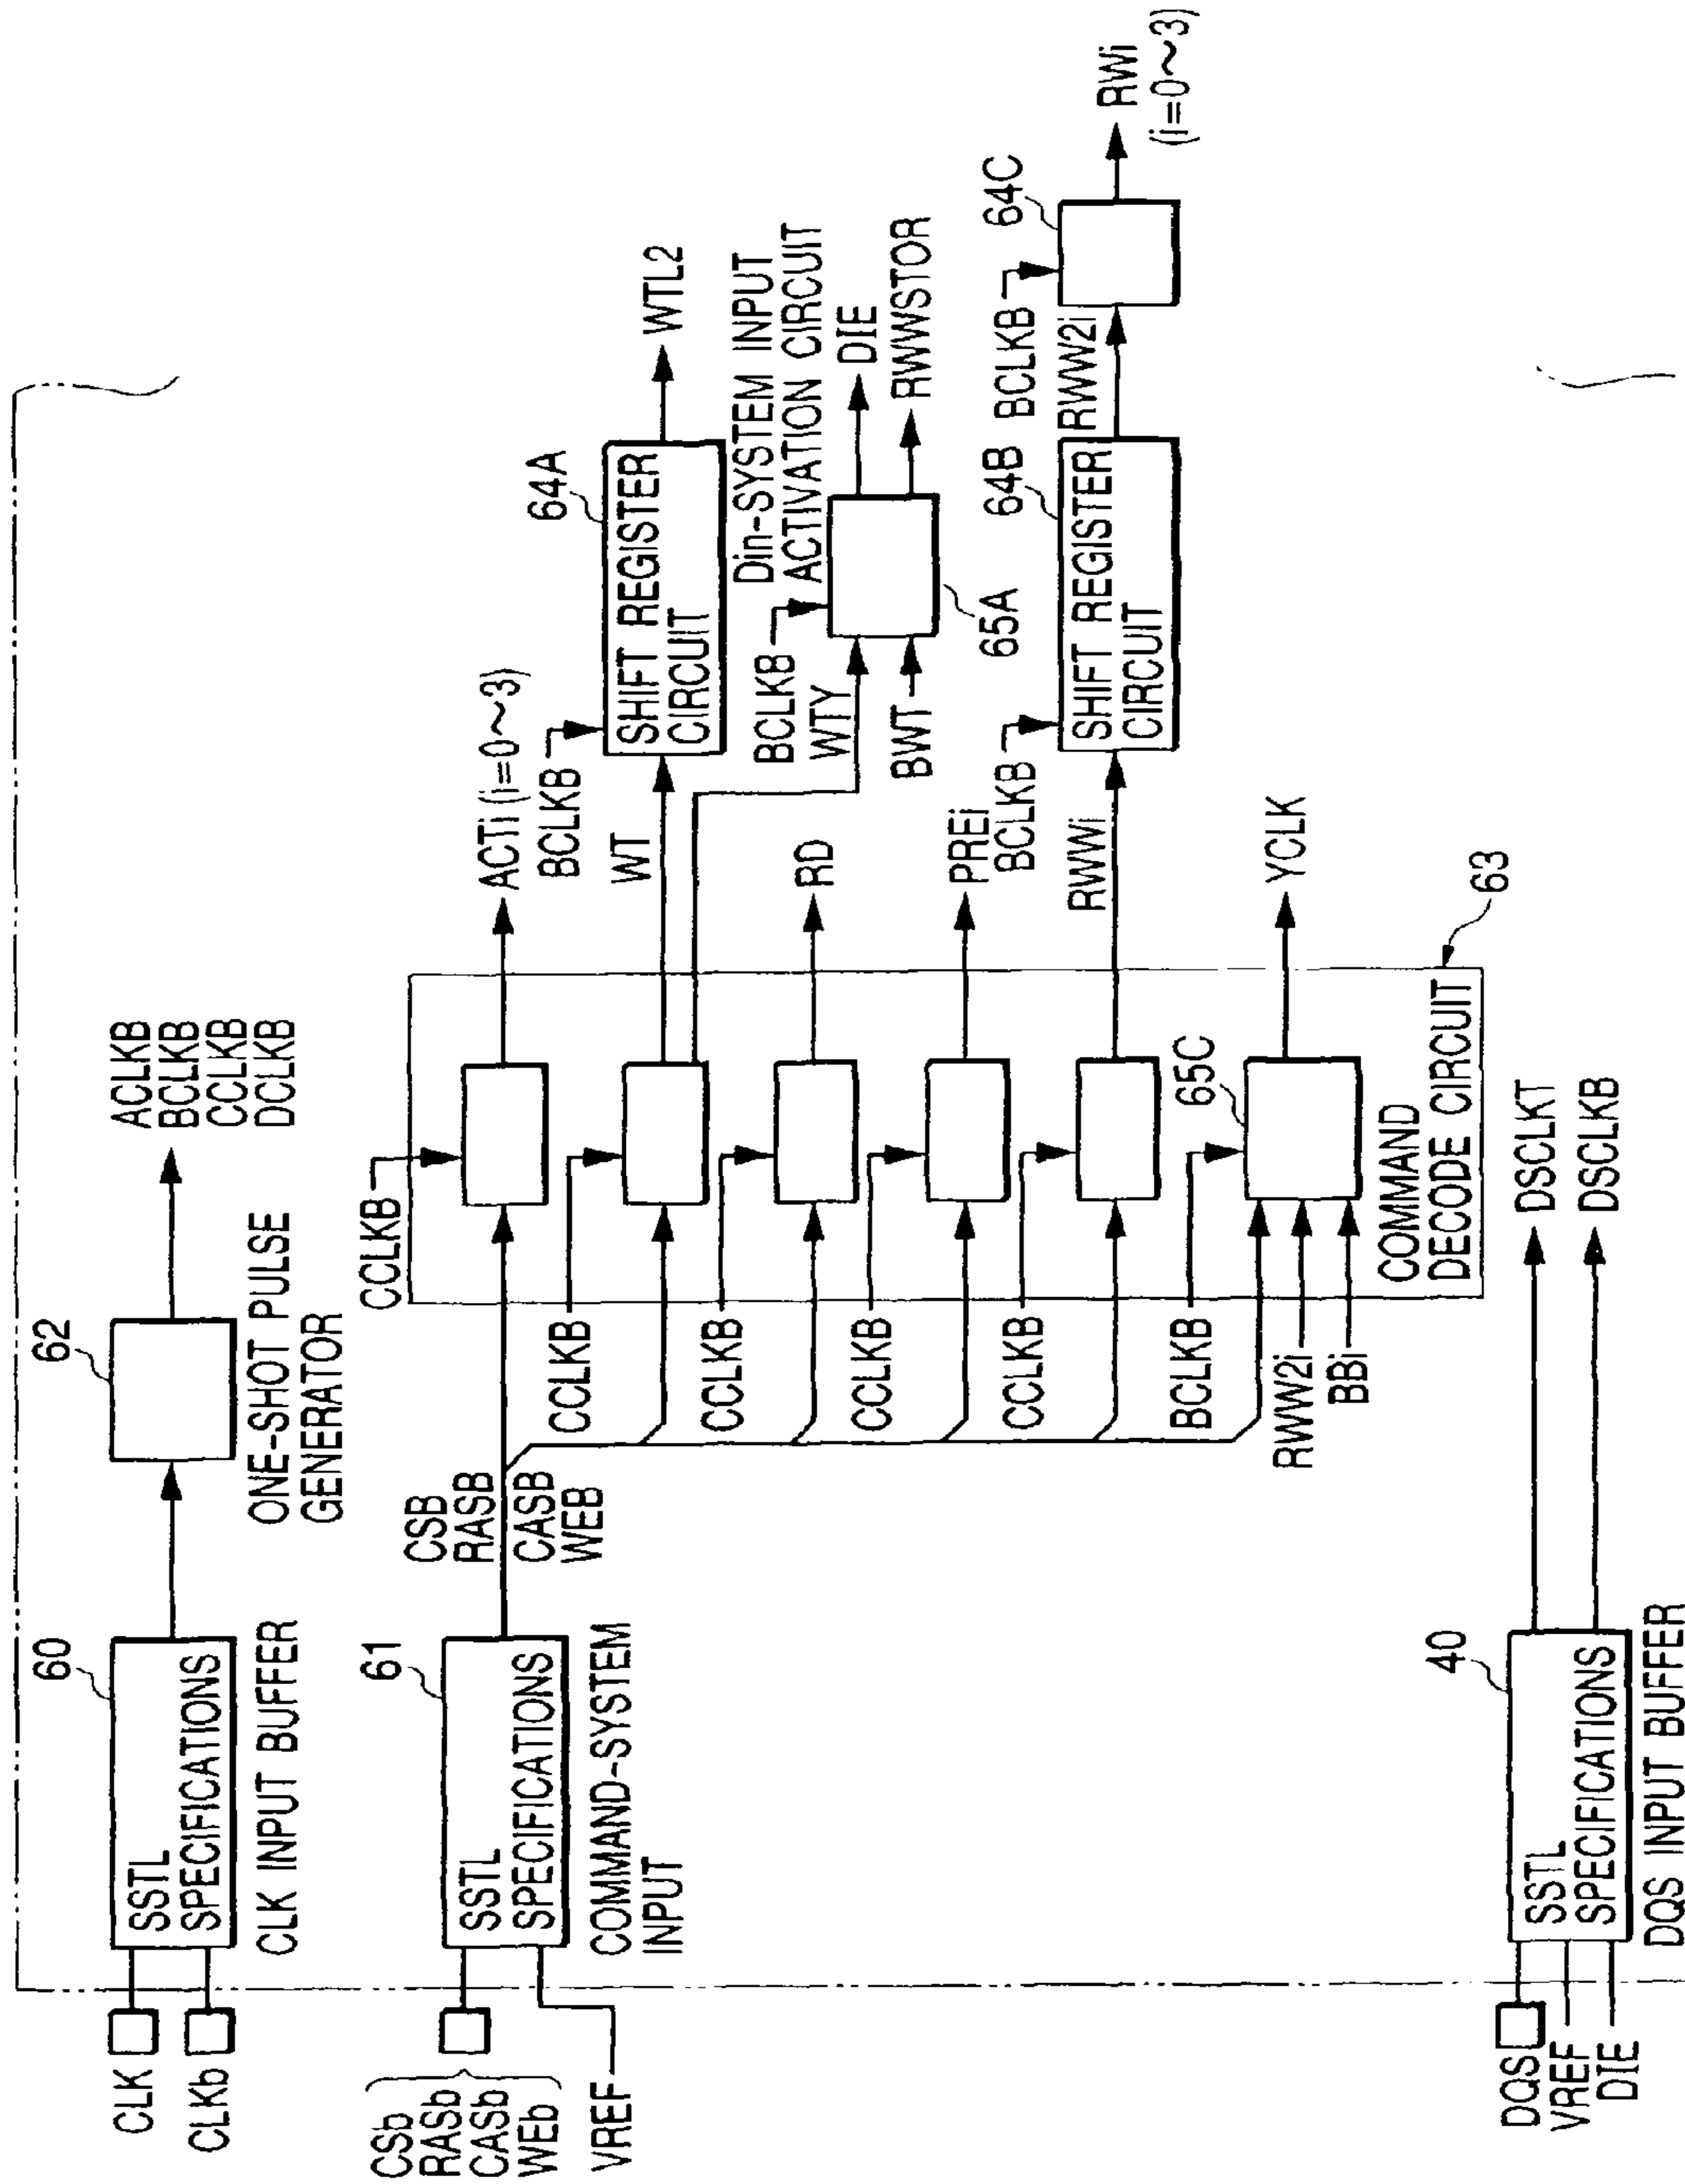 CLK
CLKb
60
SSTL
SPECIFICATIONS
CLK INPUT BUFFER
62
ONE-SHOT PULSE
GENERATOR
ACLKB
BCLKB
CCLKB
DCLKB
CSb
RASb
CASb
WEb
VREF
61
SSTL
SPECIFICATIONS
COMMAND-SYSTEM
INPUT
CSB
RASB
CASB
WEB
CCLKB
ACTi (i=0~3)
CCLKB
WT
BCLKB
64A
SHIFT REGISTER
CIRCUIT
WTL2
Din-SYSTEM INPUT
ACTIVATION CIRCUIT
BCLKB
WTY
BWT
65A
DIE
RWWSTOR
CCLKB
RD
CCLKB
PREi
CCLKB
RWWi
BCLKB
64B
SHIFT REGISTER
CIRCUIT
RWW2i
BCLKB
64C
RWi
(i=0~3)
BCLKB
RWW2i
BBi
65C
YCLK
COMMAND
DECODE CIRCUIT
63
DQS
VREF
DIE
40
SSTL
SPECIFICATIONS
DQS INPUT BUFFER
DSCLKT
DSCLKB